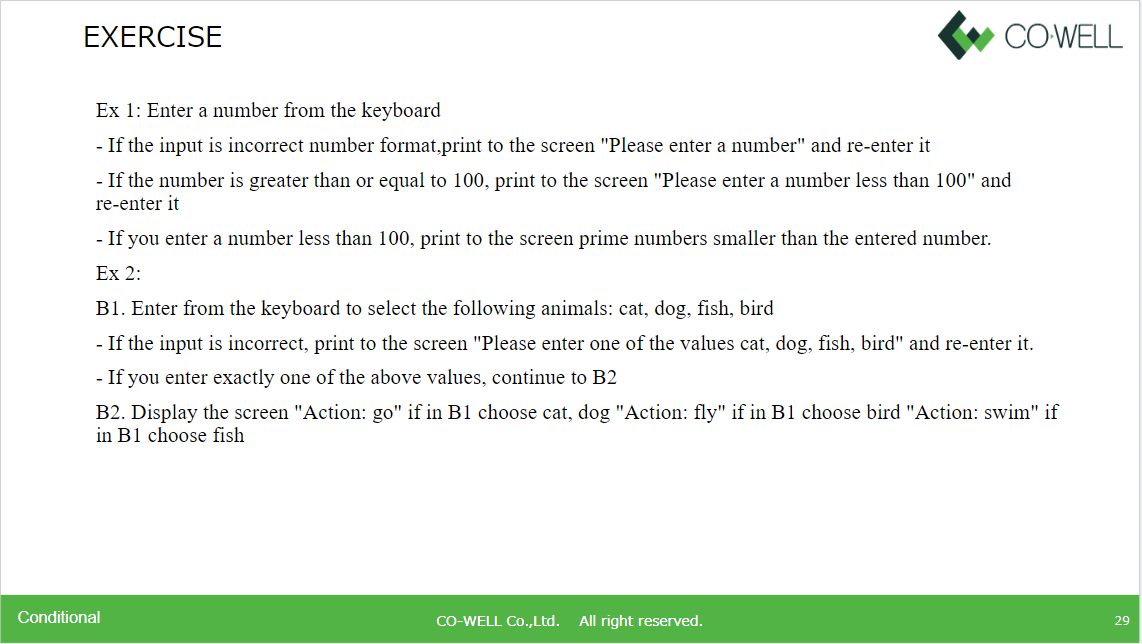 EXERCISE
CO-WELL
Ex 1: Enter a number from the keyboard
- If the input is incorrect number format,print to the screen "Please enter a number" and re-enter it
- If the number is greater than or equal to 100, print to the screen "Please enter a number less than 100" and
re-enter it
- If you enter a number less than 100, print to the screen prime numbers smaller than the entered number.
Ex 2:
B1. Enter from the keyboard to select the following animals: cat, dog, fish, bird
- If the input is incorrect, print to the screen "Please enter one of the values cat, dog, fish, bird" and re-enter it.
- If you enter exactly one of the above values, continue to B2
B2. Display the screen "Action: go" if in B1 choose cat, dog "Action: fly" if in B1 choose bird "Action: swim" if
in B1 choose fish
Conditional
CO-WELL Co.,Ltd. All right reserved.
29